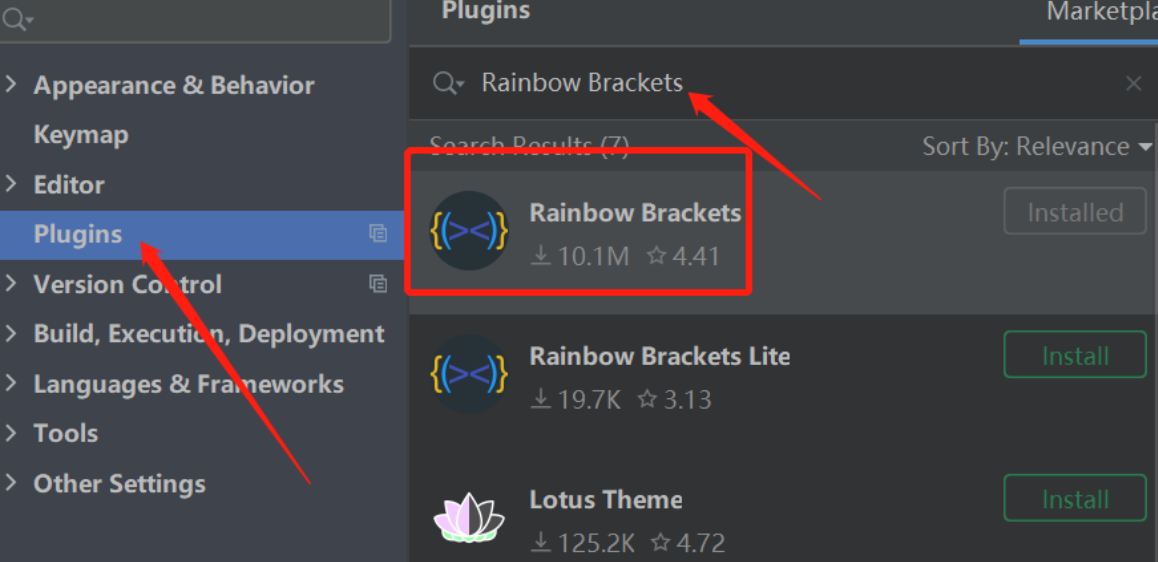 Plugins
Marketpla
Appearance & Behavior
Keymap
Editor
Plugins
Version Control
Build, Execution, Deployment
Languages & Frameworks
Tools
Other Settings
Rainbow Brackets
Search Results (7)
Sort By: Relevance
Rainbow Brackets
10.1M 4.41
Installed
Rainbow Brackets Lite
19.7K 3.13
Install
Lotus Theme
125.2K 4.72
Install